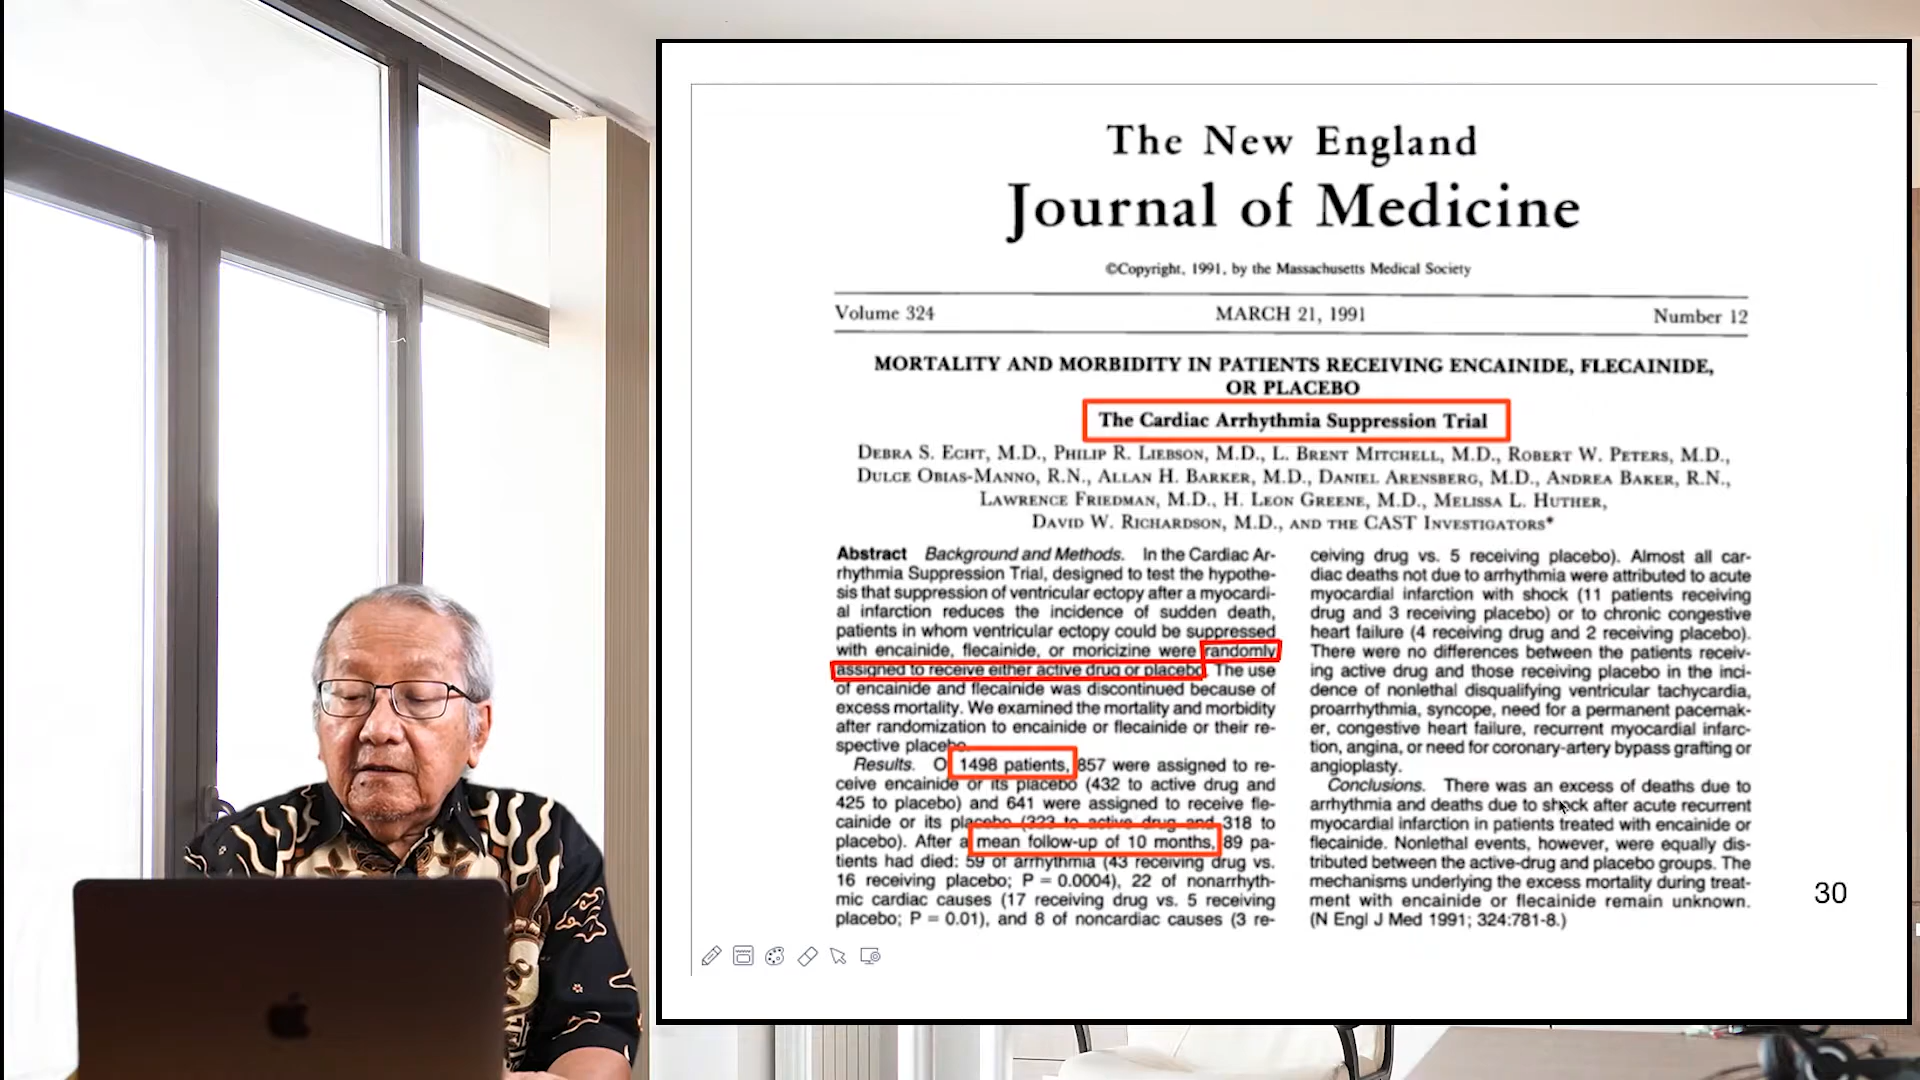 The New England
Journal of Medicine
©Copyright, 1991, by the Massachusetts Medical Society
Volume 324 MARCH 21, 1991 Number 12
MORTALITY AND MORBIDITY IN PATIENTS RECEIVING ENCAINIDE, FLECAINIDE,
OR PLACEBO
The Cardiac Arrhythmia Suppression Trial
DEBRA S. ECHT, M.D., PHILIP R. LIEBSON, M.D., L. BRENT MITCHELL, M.D., ROBERT W. PETERS, M.D.,
DULCE OBIAS-MANNO, R.N., ALLAN H. BARKER, M.D., DANIEL ARENSBERG, M.D., ANDREA BAKER, R.N.,
LAWRENCE FRIEDMAN, M.D., H. LEON GREENE, M.D., MELISSA L. HUTHER,
DAVID W. RICHARDSON, M.D., AND THE CAST INVESTIGATORS*
Abstract Background and Methods. In the Cardiac Ar-
rhythmia Suppression Trial, designed to test the hypothe-
sis that suppression of ventricular ectopy after a myocardi-
al infarction reduces the incidence of sudden death,
patients in whom ventricular ectopy could be suppressed
with encainide, flecainide, or moricizine were randomly
assigned to receive either active drug or placebo. The use
of encainide and flecainide was discontinued because of
excess mortality. We examined the mortality and morbidity
after randomization to encainide or flecainide or their re-
spective placebo.
Results. O 1498 patients, 857 were assigned to re-
ceive encainide or its placebo (432 to active drug and
425 to placebo) and 641 were assigned to receive fle-
cainide or its placebo (323 to active drug and 318 to
placebo). After a mean follow-up of 10 months, 89 pa-
tients had died: 59 of arrhythmia (43 receiving drug vs.
16 receiving placebo; P = 0.0004), 22 of nonarrhyth-
mic cardiac causes (17 receiving drug vs. 5 receiving
placebo; P = 0.01), and 8 of noncardiac causes (3 re-
ceiving drug vs. 5 receiving placebo). Almost all car-
diac deaths not due to arrhythmia were attributed to acute
myocardial infarction with shock (11 patients receiving
drug and 3 receiving placebo) or to chronic congestive
heart failure (4 receiving drug and 2 receiving placebo).
There were no differences between the patients receiv-
ing active drug and those receiving placebo in the inci-
dence of nonlethal disqualifying ventricular tachycardia,
proarrhythmia, syncope, need for a permanent pacemak-
er, congestive heart failure, recurrent myocardial infarc-
tion, angina, or need for coronary-artery bypass grafting or
angioplasty.
Conclusions. There was an excess of deaths due to
arrhythmia and deaths due to shock after acute recurrent
myocardial infarction in patients treated with encainide or
flecainide. Nonlethal events, however, were equally dis-
tributed between the active-drug and placebo groups. The
mechanisms underlying the excess mortality during treat-
ment with encainide or flecainide remain unknown.
(N Engl J Med 1991; 324:781-8.)
30